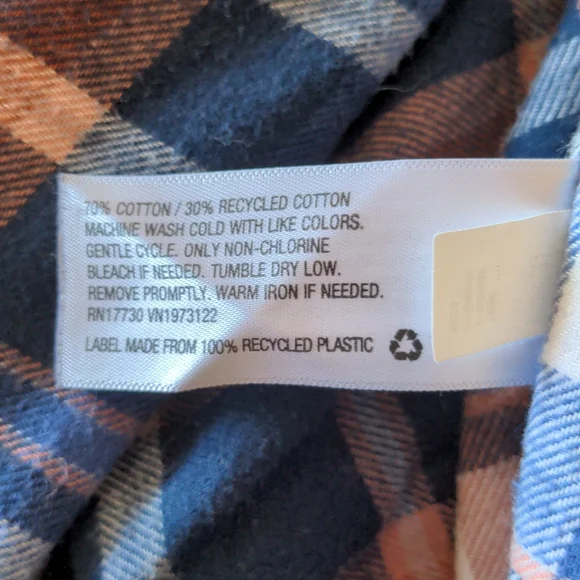 70% COTTON / 30% RECYCLED COTTON
MACHINE WASH COLD WITH LIKE COLORS.
GENTLE CYCLE. ONLY NON-CHLORINE
BLEACH IF NEEDED. TUMBLE DRY LOW.
REMOVE PROMPTLY. WARM IRON IF NEEDED.
RN17730 VN1973122
LABEL MADE FROM 100% RECYCLED PLASTIC